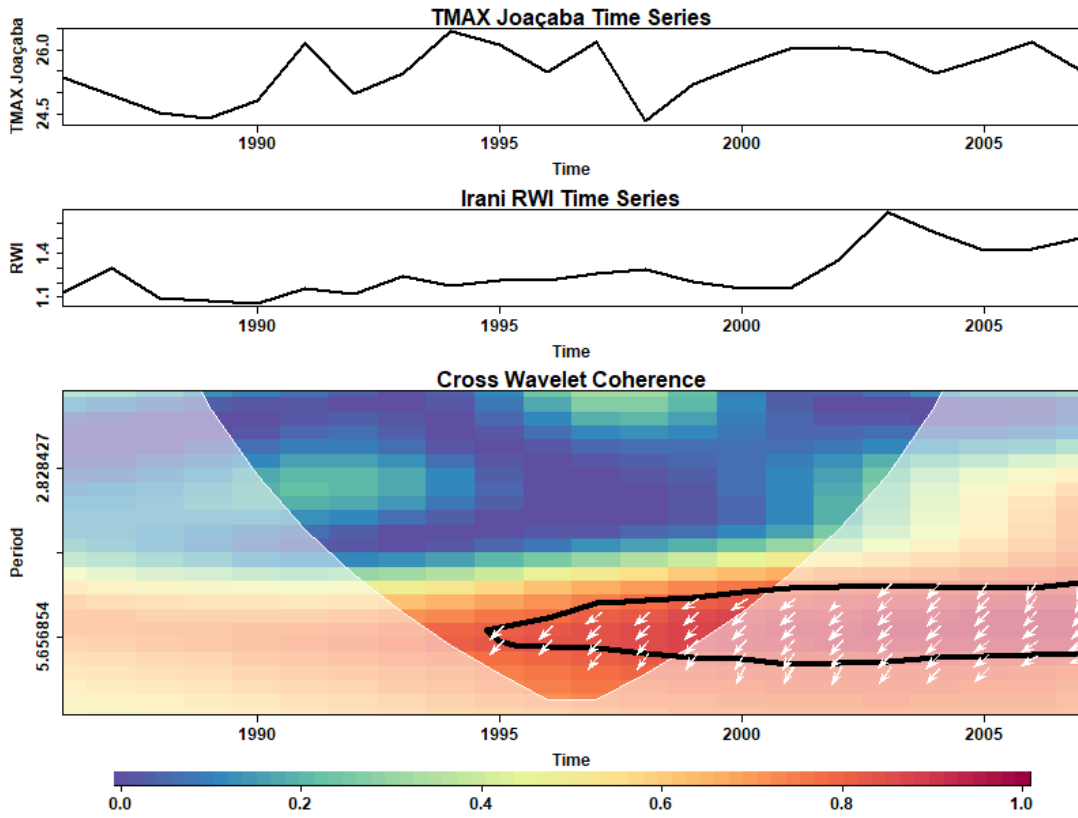 TMAX Joaçaba Time Series
TMAX Joaçaba
26.0
24.5
1990 1995 2000 2005
Time
Irani RWI Time Series
RWI
1.4
1.1
1990 1995 2000 2005
Time
Cross Wavelet Coherence
Period
2.828427
5.656854
1990 1995 2000 2005
Time
0.0 0.2 0.4 0.6 0.8 1.0